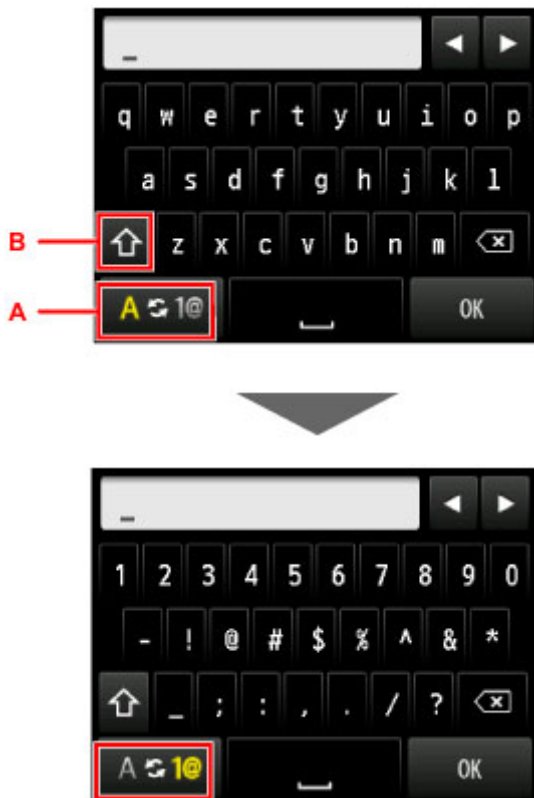 _
q w e r t y u i o p
a s d f g h j k l
B
z x c v b n m
A
A 1@
OK
_
1 2 3 4 5 6 7 8 9 0
- ! @ # $ % ^ & *
_ ; : , . / ?
A 1@
OK